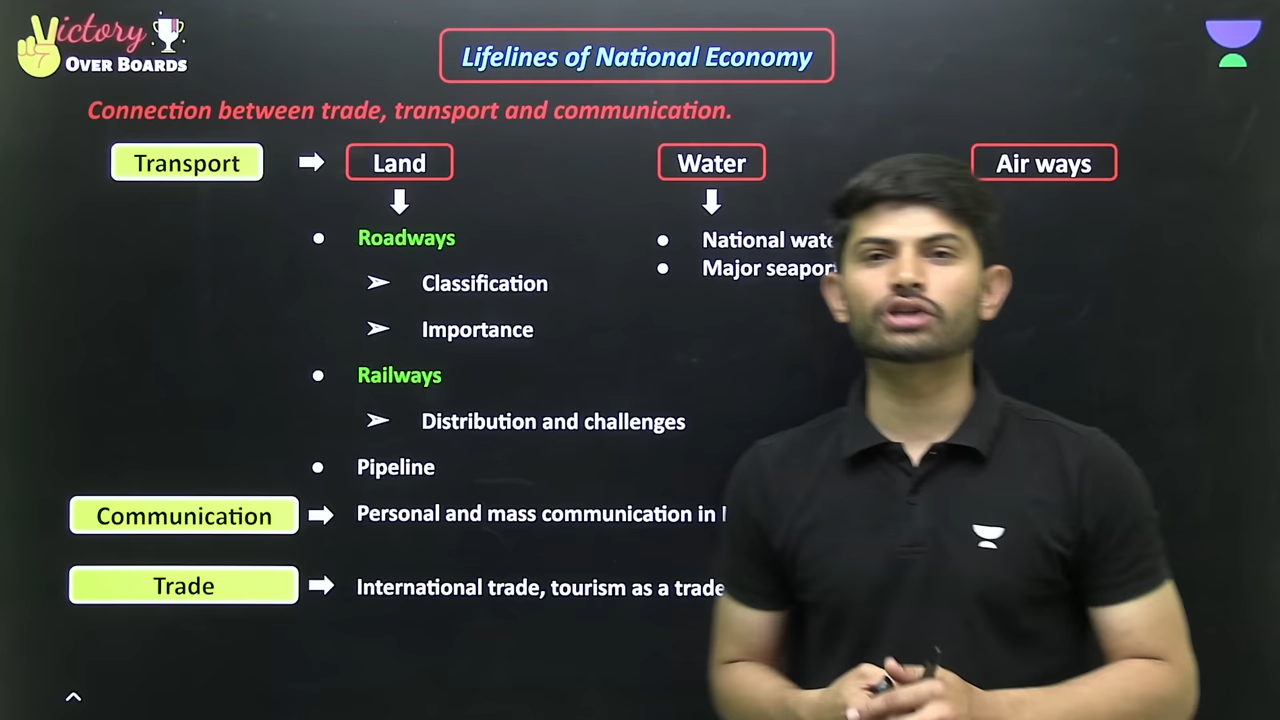 Victory
OVER BOARDS
Lifelines of National Economy
Connection between trade, transport and communication.
Transport
Land
Water
Air ways
Roadways
National
Major
Classification
Importance
Railways
Distribution and challenges
Pipeline
Communication
Personal and mass communication in
Trade
International trade, tourism as a trade